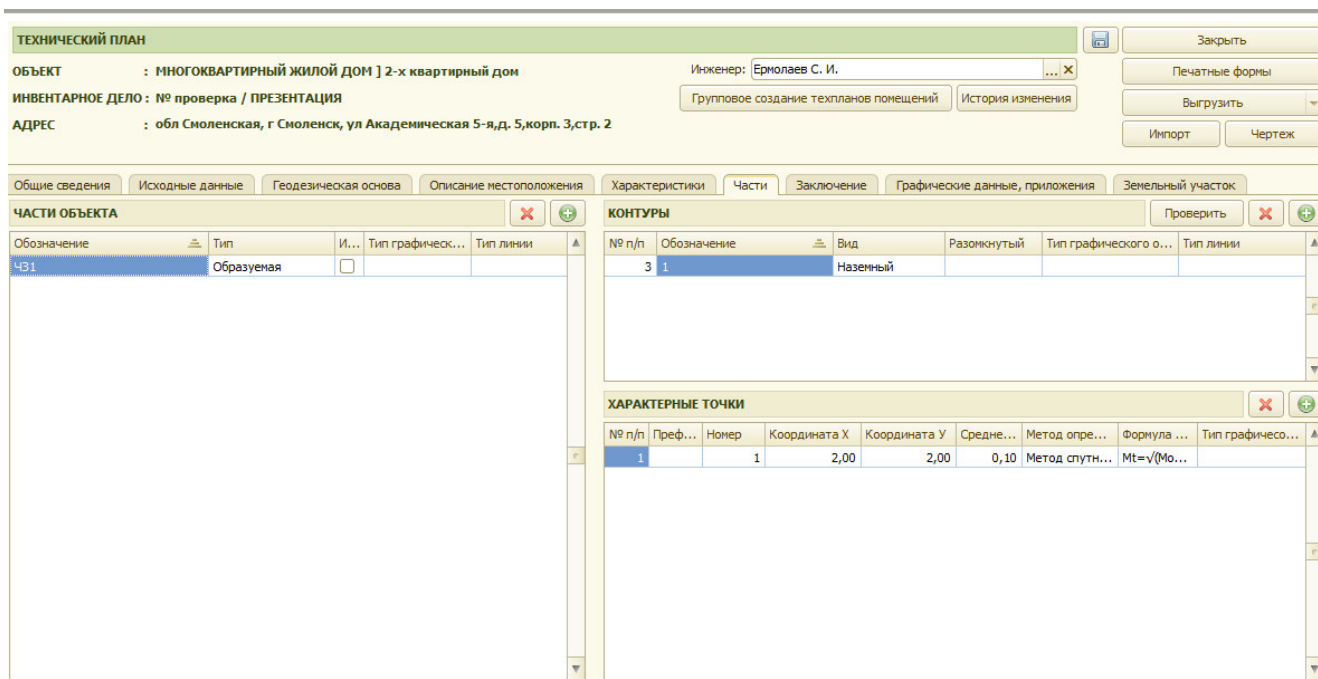 ТЕХНИЧЕСКИЙ ПЛАН
Закрыть
ОБЪЕКТ : МНОГОКВАРТИРНЫЙ ЖИЛОЙ ДОМ ] 2-х квартирный дом
Инженер: Ермолаев С. И. ... X
Печатные формы
ИНВЕНТАРНОЕ ДЕЛО : № проверка / ПРЕЗЕНТАЦИЯ
Групповое создание техпланов помещений История изменения
Выгрузить
АДРЕС : обл Смоленская, г Смоленск, ул Академическая 5-я,д. 5,корп. 3,стр. 2
Импорт Чертеж
Общие сведения Исходные данные Геодезическая основа Описание местоположения Характеристики Части Заключение Графические данные, приложения Земельный участок
ЧАСТИ ОБЪЕКТА
Обозначение Тип И... Тип графическ... Тип линии
ЧЗ1 Образуемая
КОНТУРЫ Проверить
№ п/п Обозначение Вид Разомкнутый Тип графического о... Тип линии
3 1 Наземный
ХАРАКТЕРНЫЕ ТОЧКИ
№ п/п Преф... Номер Координата X Координата У Средне... Метод опре... Формула ... Тип графичесо...
1 1 2,00 2,00 0,10 Метод спутн... Mt=√(Mo...